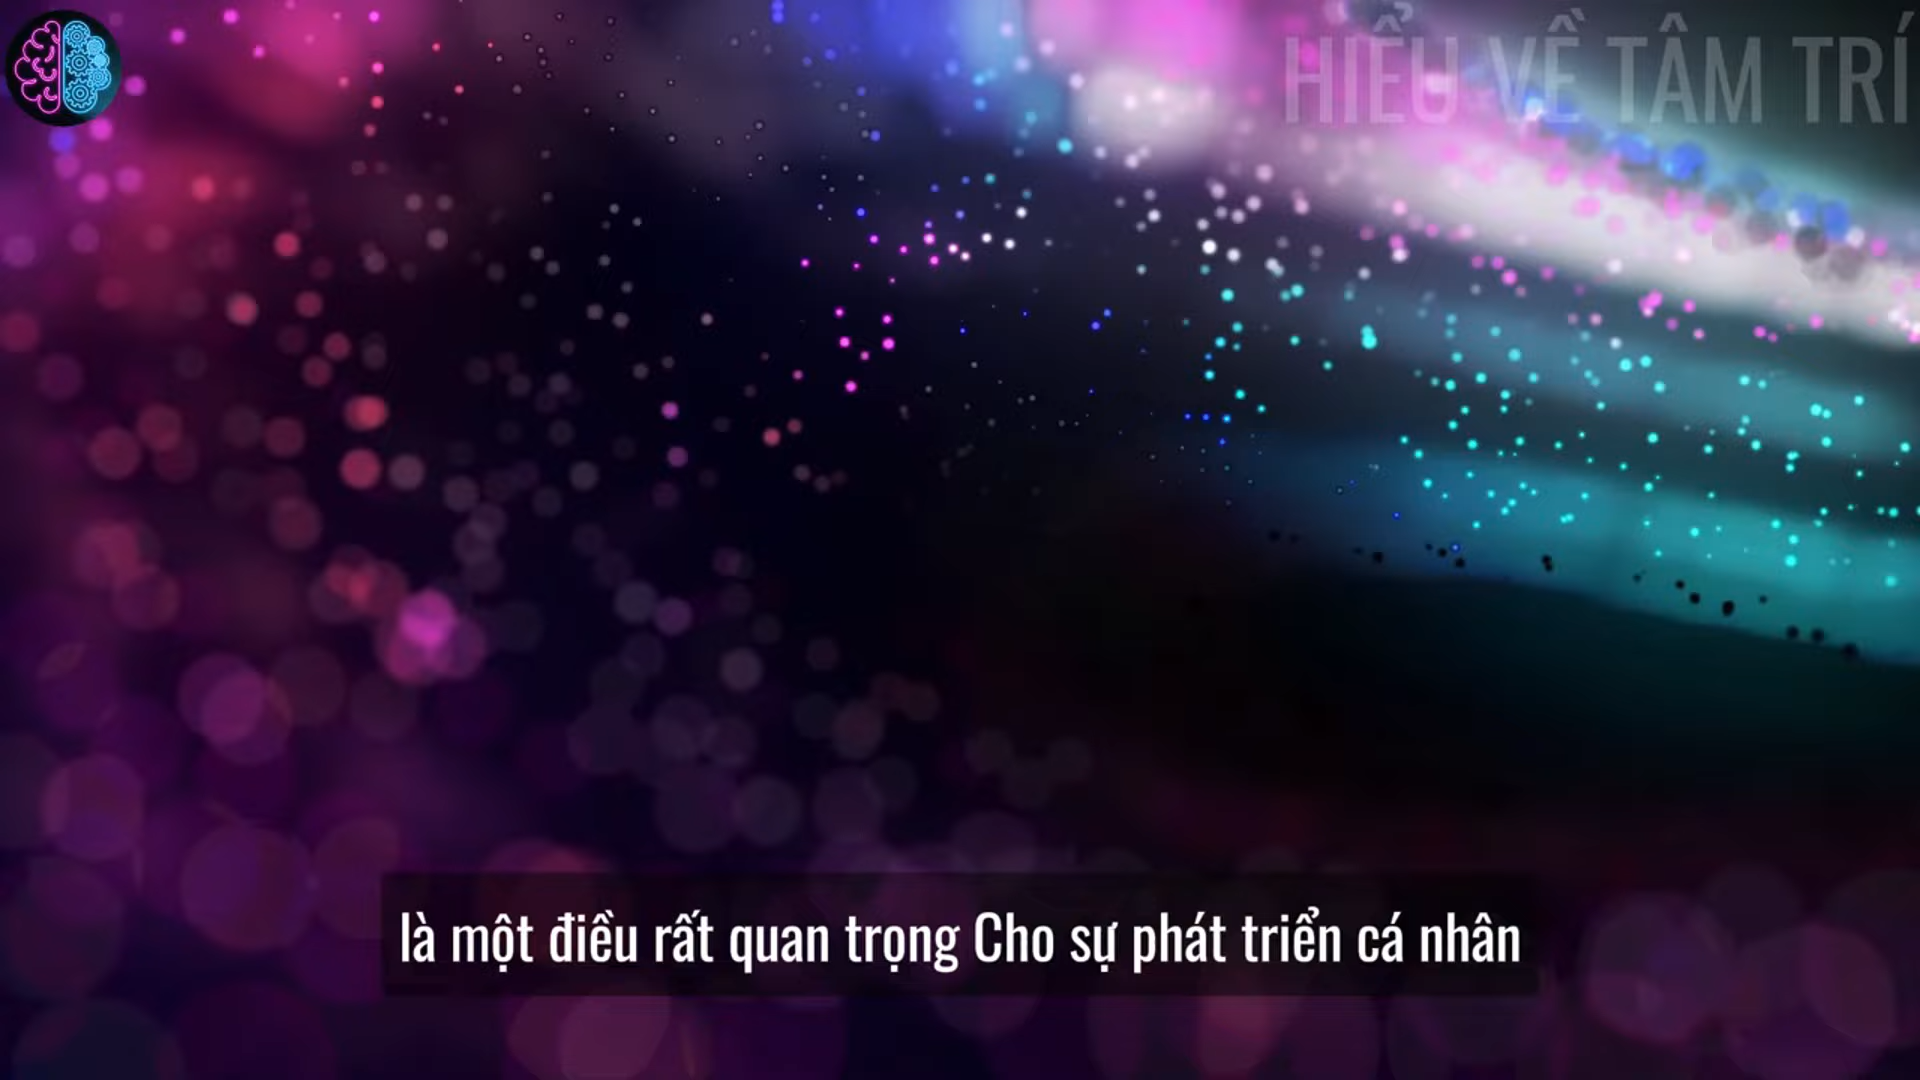 HIỂU VỀ TÂM TRÍ
là một điều rất quan trọng Cho sự phát triển cá nhân